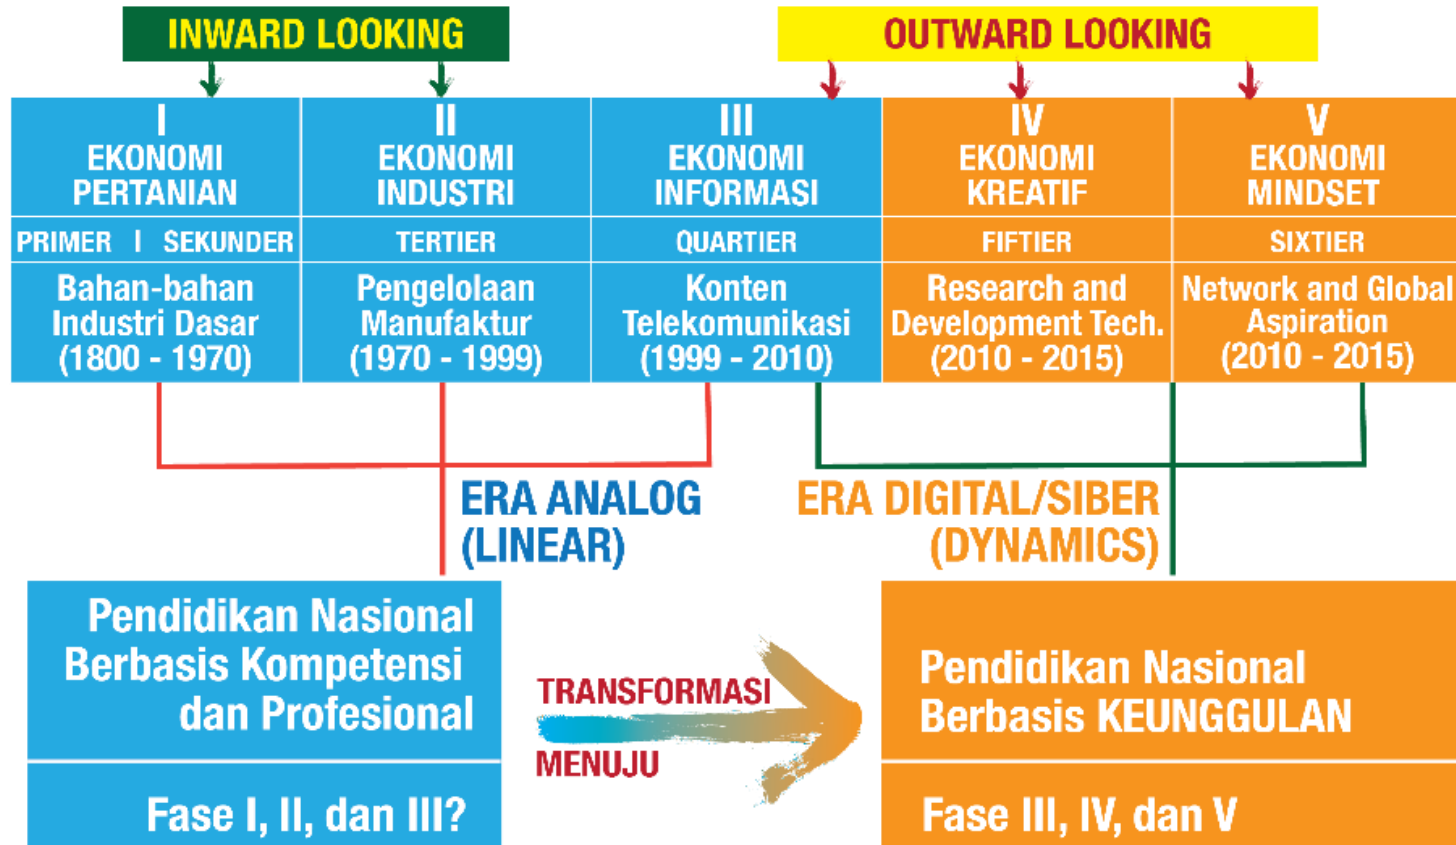 INWARD LOOKING
OUTWARD LOOKING
I
EKONOMI
PERTANIAN
II
EKONOMI
INDUSTRI
III
EKONOMI
INFORMASI
IV
EKONOMI
KREATIF
V
EKONOMI
MINDSET
PRIMER | SEKUNDER
TERTIER
QUARTIER
FIFTIER
SIXTIER
Bahan-bahan
Industri Dasar
(1800 - 1970)
Pengelolaan
Manufaktur
(1970 - 1999)
Konten
Telekomunikasi
(1999 - 2010)
Research and
Development Tech.
(2010 - 2015)
Network and Global
Aspiration
(2010 - 2015)
ERA ANALOG
(LINEAR)
ERA DIGITAL/SIBER
(DYNAMICS)
Pendidikan Nasional
Berbasis Kompetensi
dan Profesional
Fase I, II, dan III?
TRANSFORMASI
MENUJU
Pendidikan Nasional
Berbasis KEUNGGULAN
Fase III, IV, dan V